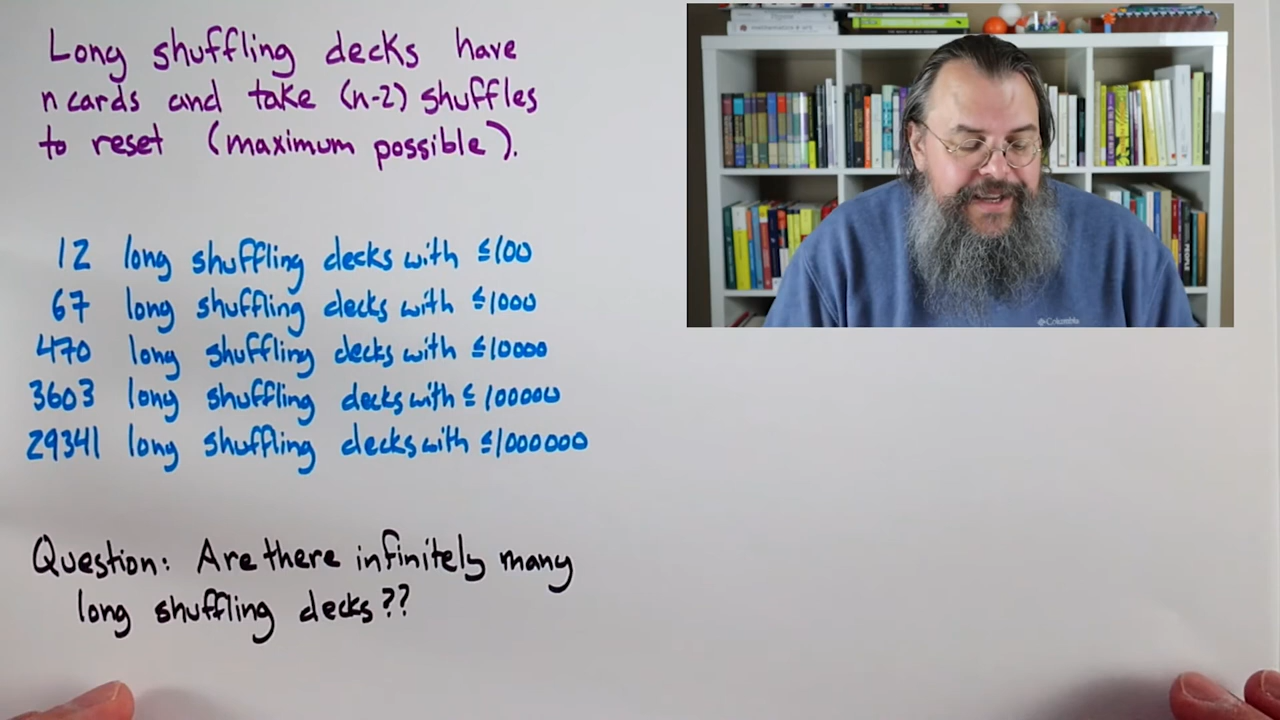 Long shuffling decks have
n cards and take (n-2) shuffles
to reset (maximum possible).
12 long shuffling decks with ≤100
67 long shuffling decks with ≤1000
470 long shuffling decks with ≤10000
3603 long shuffling decks with ≤100000
29341 long shuffling decks with ≤1000000
Question: Are there infinitely many
long shuffling decks??
Columbia